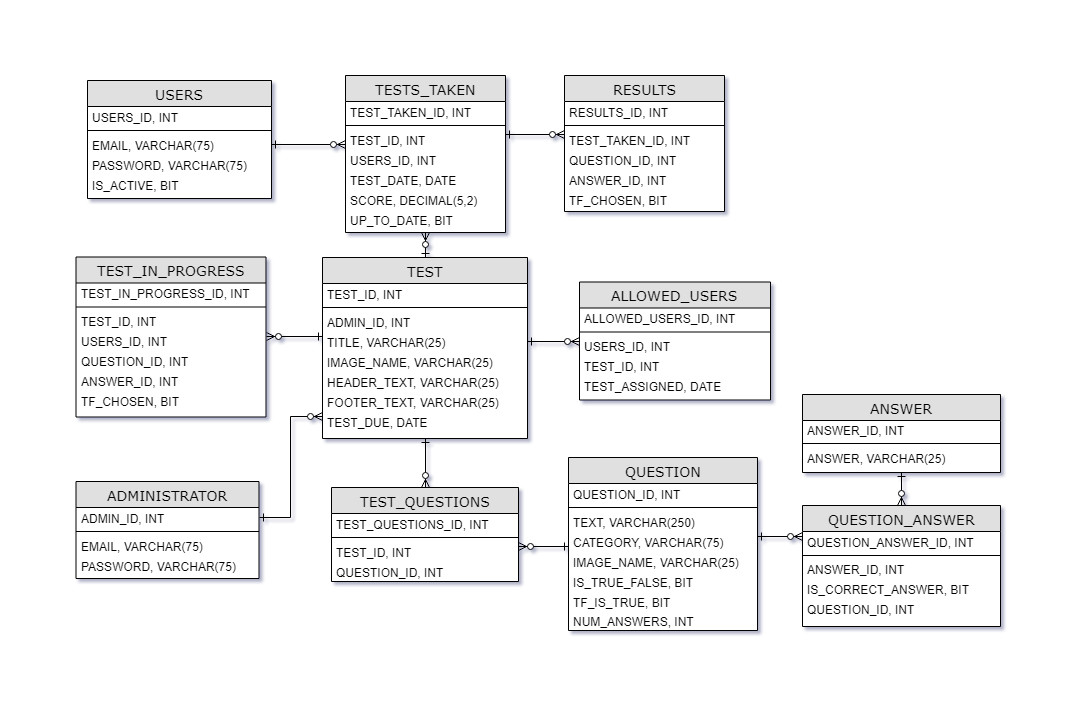 USERS
USERS_ID, INT
EMAIL, VARCHAR(75)
PASSWORD, VARCHAR(75)
IS_ACTIVE, BIT
TESTS_TAKEN
TEST_TAKEN_ID, INT
TEST_ID, INT
USERS_ID, INT
TEST_DATE, DATE
SCORE, DECIMAL(5,2)
UP_TO_DATE, BIT
RESULTS
RESULTS_ID, INT
TEST_TAKEN_ID, INT
QUESTION_ID, INT
ANSWER_ID, INT
TF_CHOSEN, BIT
TEST_IN_PROGRESS
TEST_IN_PROGRESS_ID, INT
TEST_ID, INT
USERS_ID, INT
QUESTION_ID, INT
ANSWER_ID, INT
TF_CHOSEN, BIT
TEST
TEST_ID, INT
ADMIN_ID, INT
TITLE, VARCHAR(25)
IMAGE_NAME, VARCHAR(25)
HEADER_TEXT, VARCHAR(25)
FOOTER_TEXT, VARCHAR(25)
TEST_DUE, DATE
ALLOWED_USERS
ALLOWED_USERS_ID, INT
USERS_ID, INT
TEST_ID, INT
TEST_ASSIGNED, DATE
ANSWER
ANSWER_ID, INT
ANSWER, VARCHAR(25)
ADMINISTRATOR
ADMIN_ID, INT
EMAIL, VARCHAR(75)
PASSWORD, VARCHAR(75)
TEST_QUESTIONS
TEST_QUESTIONS_ID, INT
TEST_ID, INT
QUESTION_ID, INT
QUESTION
QUESTION_ID, INT
TEXT, VARCHAR(250)
CATEGORY, VARCHAR(75)
IMAGE_NAME, VARCHAR(25)
IS_TRUE_FALSE, BIT
TF_IS_TRUE, BIT
NUM_ANSWERS, INT
QUESTION_ANSWER
QUESTION_ANSWER_ID, INT
ANSWER_ID, INT
IS_CORRECT_ANSWER, BIT
QUESTION_ID, INT